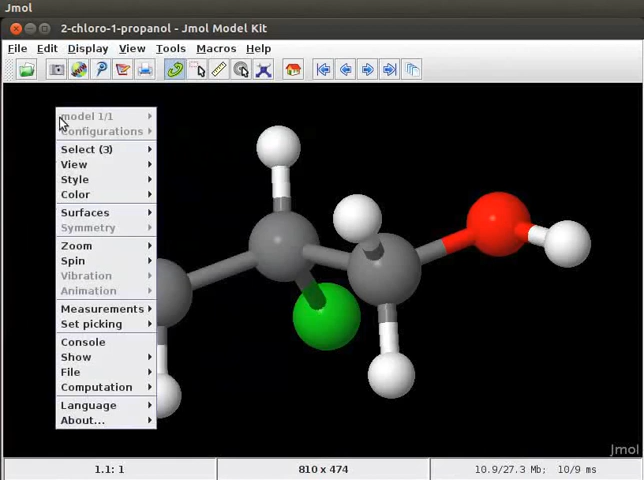 Jmol
2-chloro-1-propanol - Jmol Model Kit
File Edit Display View Tools Macros Help
model 1/1
Configurations
Select (3)
View
Style
Color
Surfaces
Symmetry
Zoom
Spin
Vibration
Animation
Measurements
Set picking
Console
Show
File
Computation
Language
About...
Jmol
1.1: 1 810 x 474 10.9/27.3 Mb; 10/9 ms